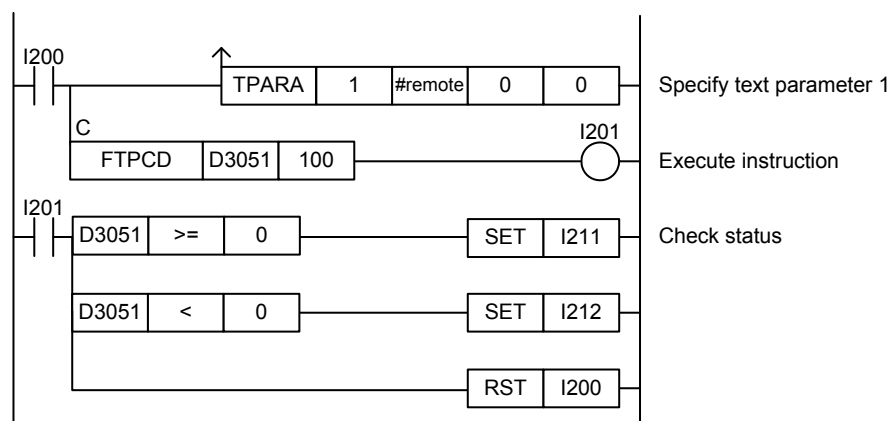 I200
TPARA 1 #remote 0 0 Specify text parameter 1
C I201
FTPCD D3051 100 Execute instruction
I201
D3051 >= 0 SET I211 Check status
D3051 < 0 SET I212
RST I200